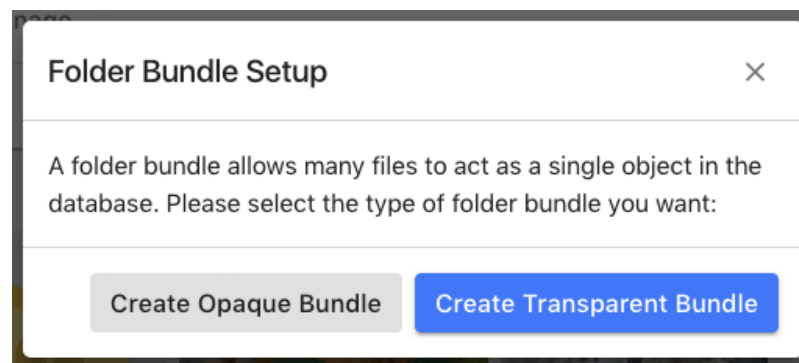 Folder Bundle Setup
A folder bundle allows many files to act as a single object in the
database. Please select the type of folder bundle you want:
Create Opaque Bundle
Create Transparent Bundle